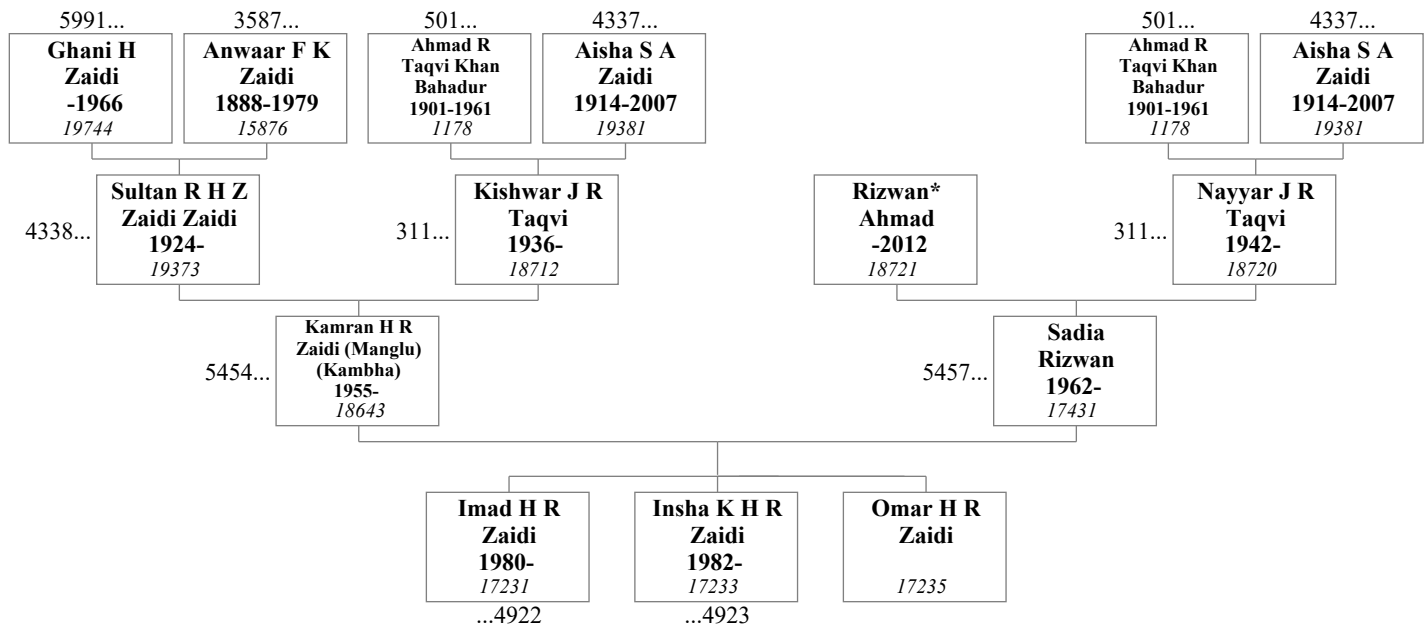 5991...
3587...
501...
4337...
501...
4337...
Ghani H
Zaidi
-1966
19744
Anwaar F K
Zaidi
1888-1979
15876
Ahmad R
Taqvi Khan
Bahadur
1901-1961
1178
Aisha S A
Zaidi
1914-2007
19381
Ahmad R
Taqvi Khan
Bahadur
1901-1961
1178
Aisha S A
Zaidi
1914-2007
19381
4338...
Sultan R H Z
Zaidi Zaidi
1924-
19373
311...
Kishwar J R
Taqvi
1936-
18712
Rizwan*
Ahmad
-2012
18721
311...
Nayyar J R
Taqvi
1942-
18720
5454...
Kamran H R
Zaidi (Manglu)
(Kambha)
1955-
18643
5457...
Sadia
Rizwan
1962-
17431
Imad H R
Zaidi
1980-
17231
...4922
Insha K H R
Zaidi
1982-
17233
...4923
Omar H R
Zaidi
17235